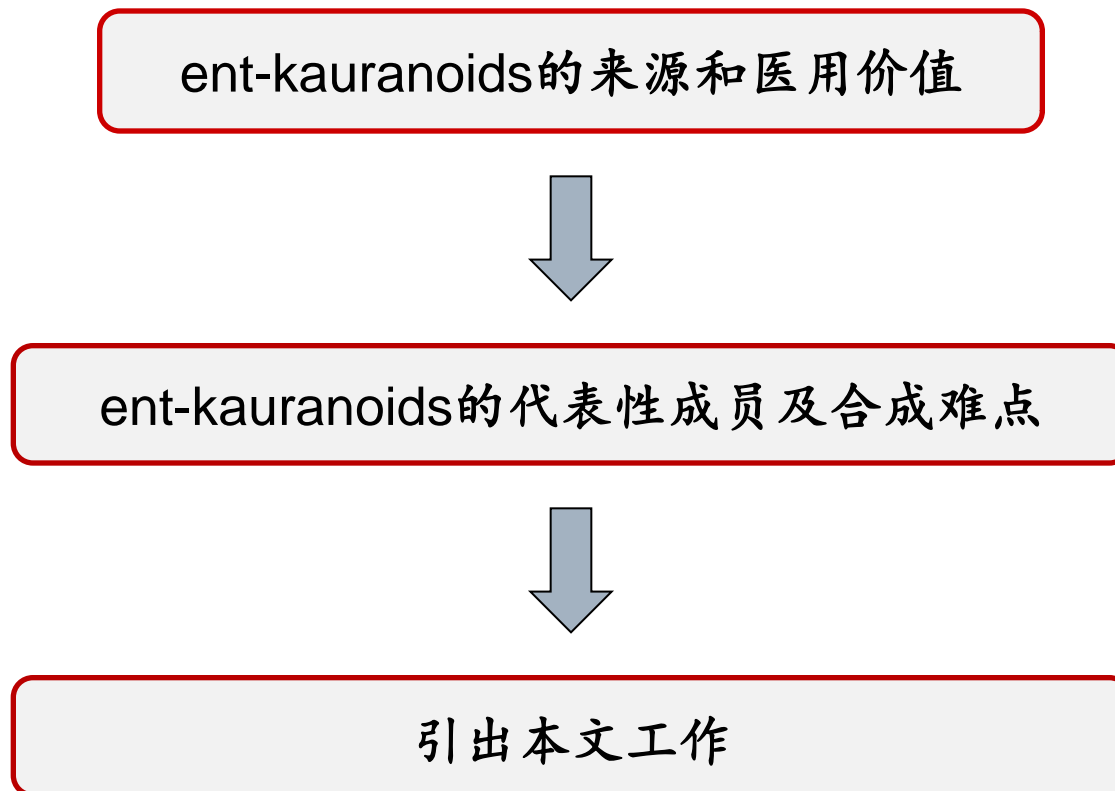 ent-kauranoids的来源和医用价值
ent-kauranoids的代表性成员及合成难点
引出本文工作